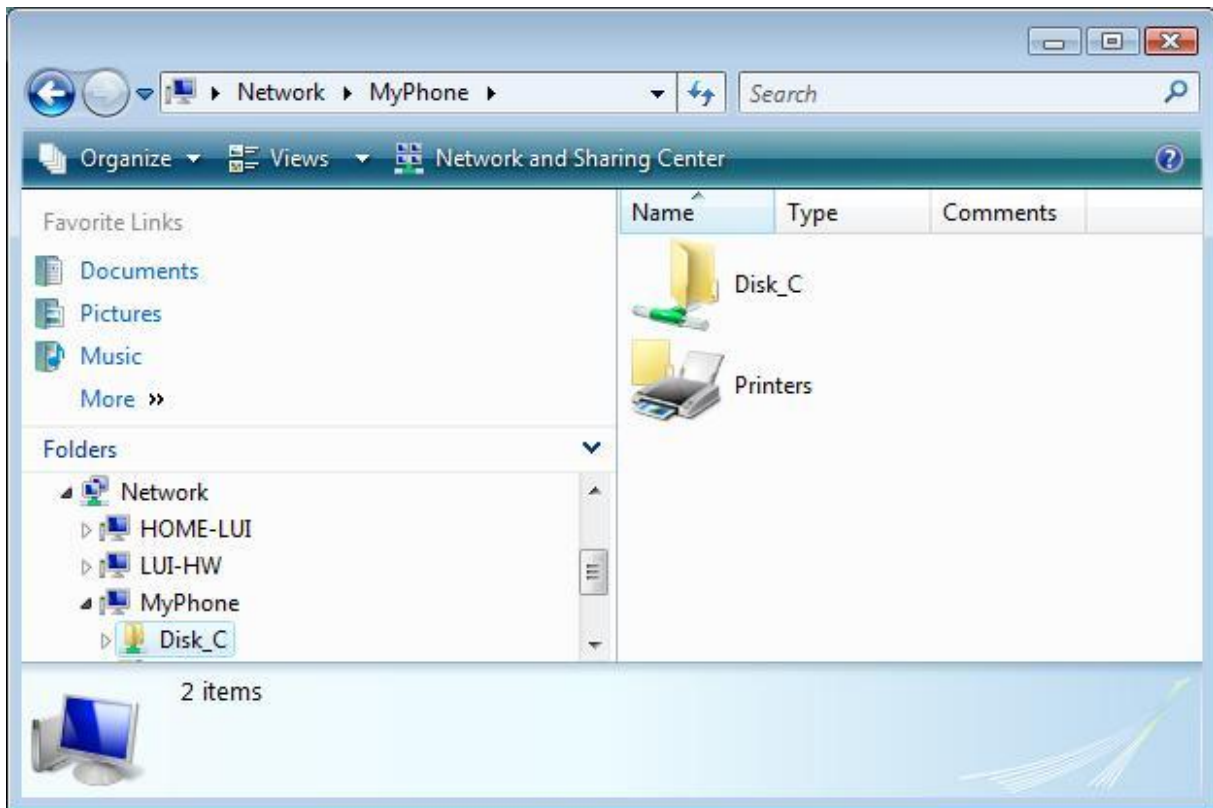 Network MyPhone Search
Organize Views Network and Sharing Center
Favorite Links
Documents
Pictures
Music
More
Folders
Network
HOME-LUI
LUI-HW
MyPhone
Disk_C
Name Type Comments
Disk_C
Printers
2 items